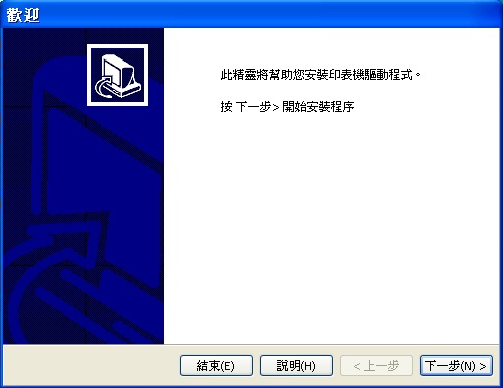 歡迎
此精靈將幫助您安裝印表機驅動程式。
按 下一步> 開始安裝程序
結束(E)
說明(H)
< 上一步
下一步(N) >